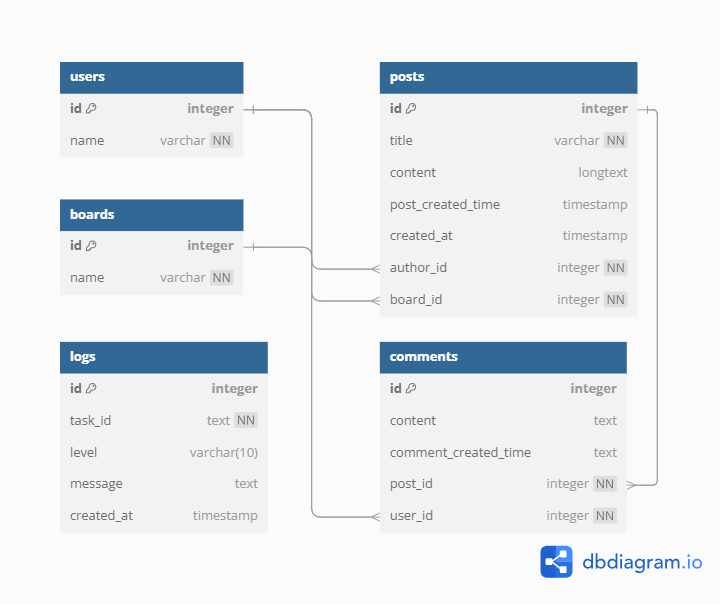 users
id integer
name varchar NN
boards
id integer
name varchar NN
logs
id integer
task_id text NN
level varchar(10)
message text
created_at timestamp
posts
id integer
title varchar NN
content longtext
post_created_time timestamp
created_at timestamp
author_id integer NN
board_id integer NN
comments
id integer
content text
comment_created_time text
post_id integer NN
user_id integer NN
dbdiagram.io